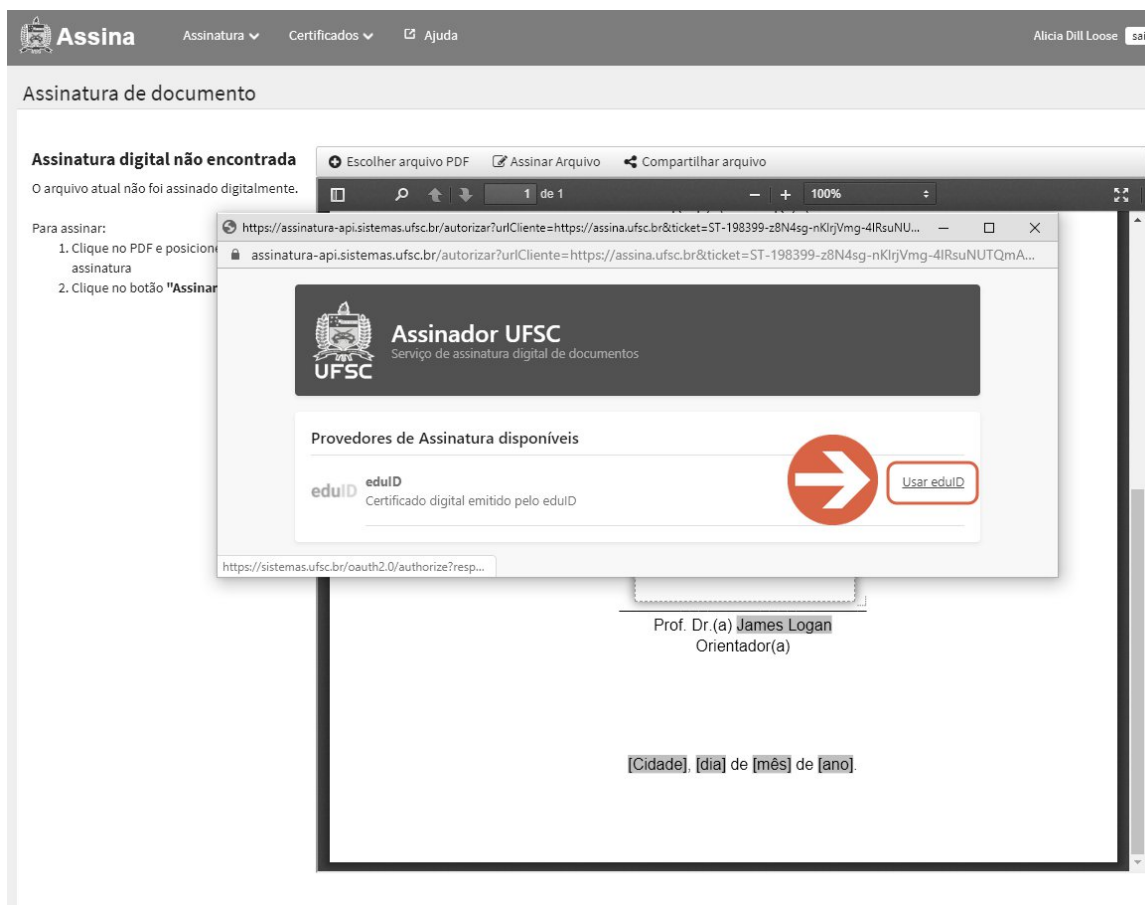 Assina
Assinatura
Certificados
Ajuda
Alicia Dill Loose
Assinatura de documento
Assinatura digital não encontrada
O arquivo atual não foi assinado digitalmente.
Para assinar:
1. Clique no PDF e posicione
assinatura
2. Clique no botão "Assinar
Escolher arquivo PDF
Assinar Arquivo
Compartilhar arquivo
1 de 1
100%
https://assinatura-api.sistemas.ufsc.br/autorizar?urlCliente=https://assina.ufsc.br&ticket=ST-198399-z8N4sg-nKIrjVmg-4IRsuNU...
assinatura-api.sistemas.ufsc.br/autorizar?urlCliente=https://assina.ufsc.br&ticket=ST-198399-z8N4sg-nKIrjVmg-4IRsuNUTQmA...
UFSC
Assinador UFSC
Serviço de assinatura digital de documentos
Provedores de Assinatura disponíveis
eduID
eduID
Certificado digital emitido pelo eduID
Usar eduID
https://sistemas.ufsc.br/oauth2.0/authorize?resp...
Prof. Dr.(a) James Logan
Orientador(a)
[Cidade], [dia] de [mês] de [ano].